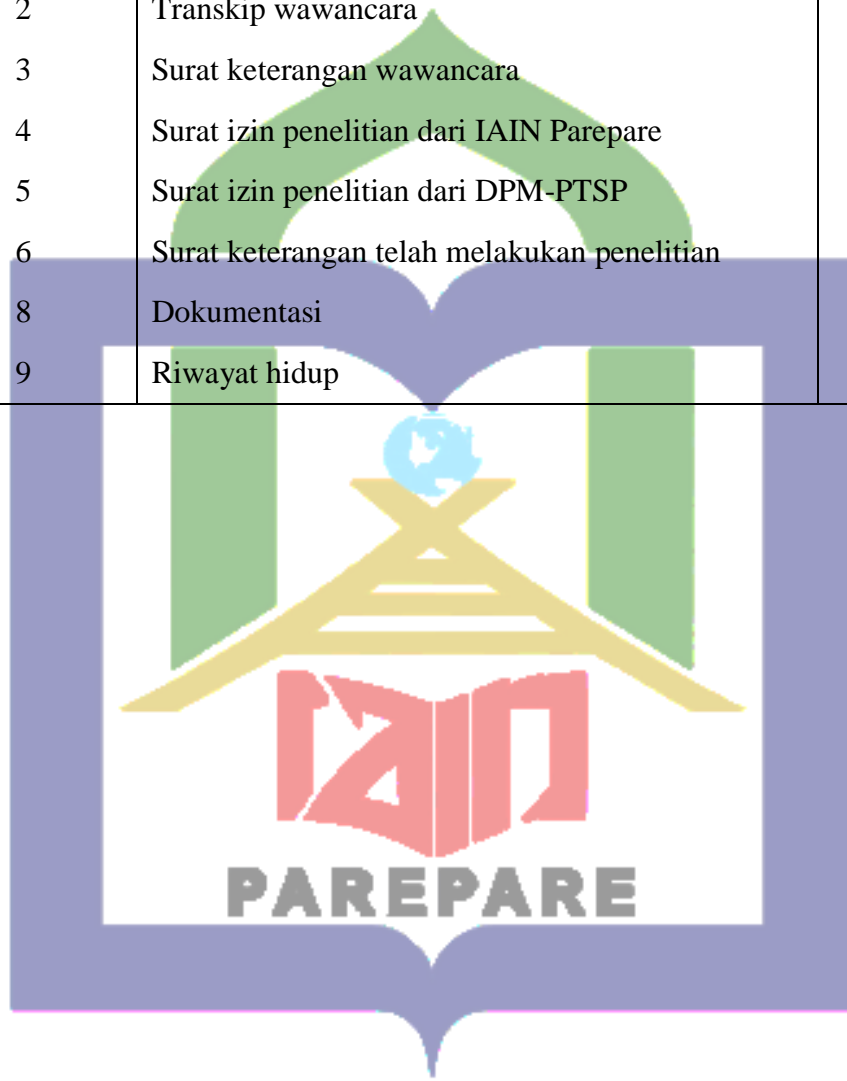 2 Transkip wawancara
3 Surat keterangan wawancara
4 Surat izin penelitian dari IAIN Parepare
5 Surat izin penelitian dari DPM-PTSP
6 Surat keterangan telah melakukan penelitian
8 Dokumentasi
9 Riwayat hidup
IAIN
PAREPARE